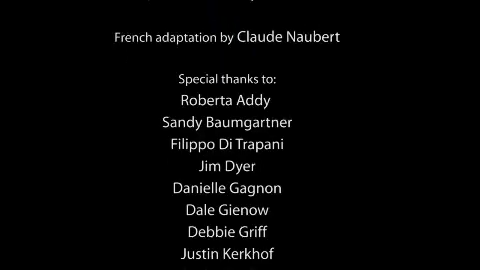 French adaptation by Claude Naubert
Special thanks to:
Roberta Addy
Sandy Baumgartner
Filippo Di Trapani
Jim Dyer
Danielle Gagnon
Dale Gienow
Debbie Griff
Justin Kerkhof